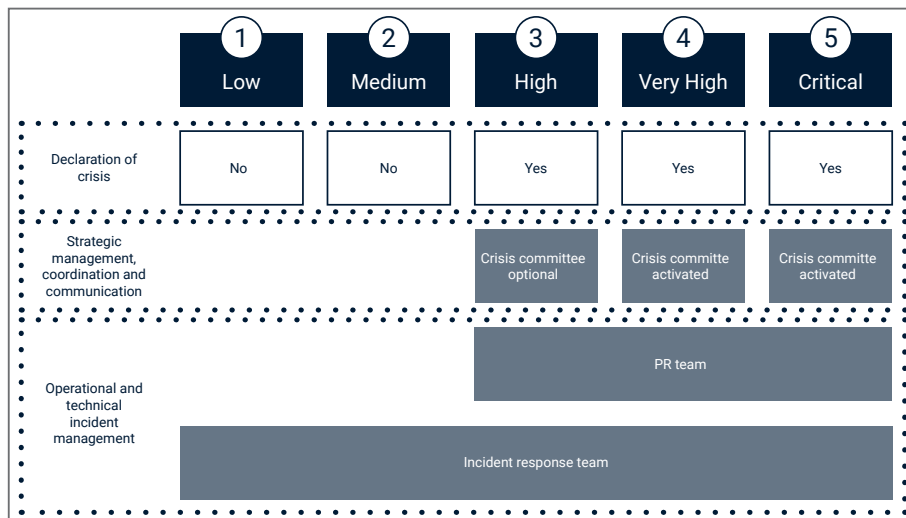 1
2
3
4
5
Low
Medium
High
Very High
Critical
Declaration of
crisis
No
No
Yes
Yes
Yes
Strategic
management,
coordination and
communication
Crisis committee
optional
Crisis committe
activated
Crisis committe
activated
Operational and
technical
incident
management
PR team
Incident response team